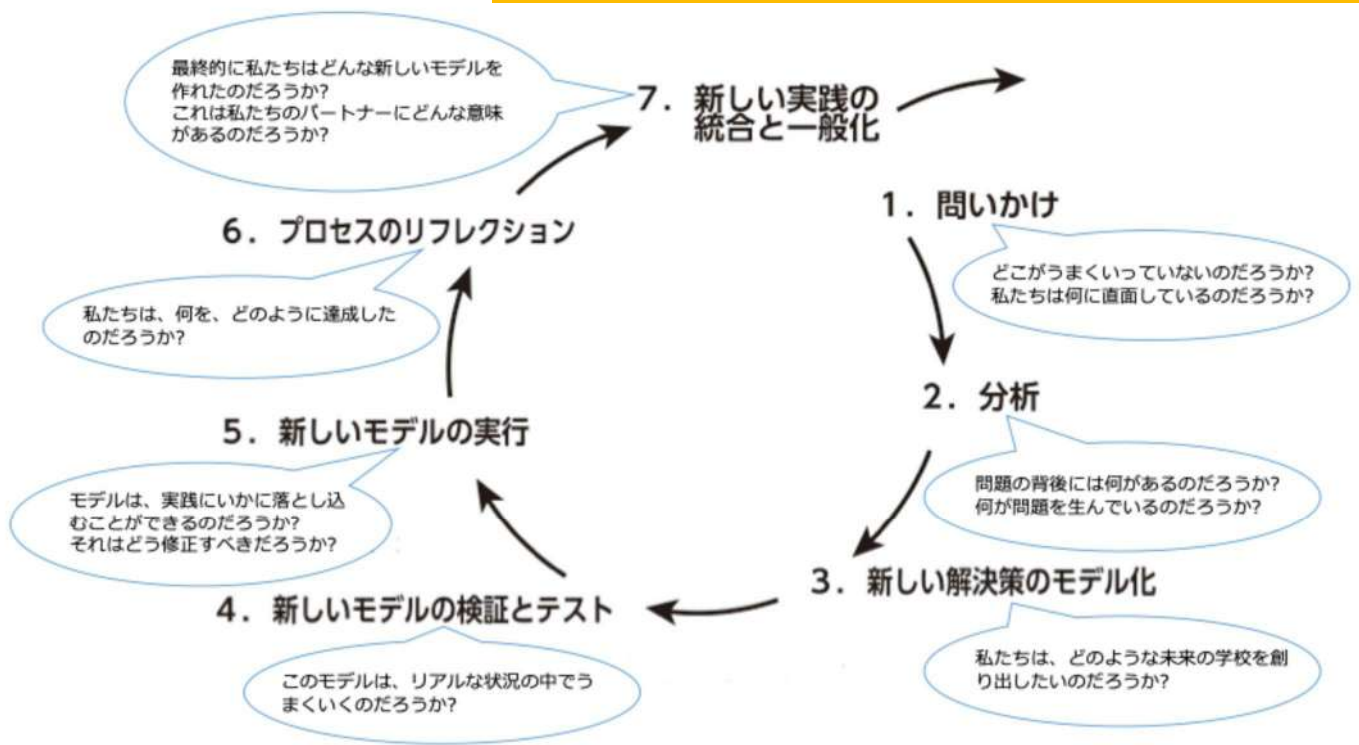 1．問いかけ
どこがうまくいっていないのだろうか?
私たちは何に直面しているのだろうか?
2．分析
問題の背後には何があるのだろうか?
何が問題を生んでいるのだろうか?
3．新しい解決策のモデル化
私たちは、どのような未来の学校を創
り出したいのだろうか?
4．新しいモデルの検証とテスト
このモデルは、リアルな状況の中でう
まくいくのだろうか?
5．新しいモデルの実行
モデルは、実践にいかに落とし込
むことができるのだろうか?
それはどう修正すべきだろうか?
6．プロセスのリフレクション
私たちは、何を、どのように達成した
のだろうか?
7．新しい実践の
統合と一般化
最終的に私たちはどんな新しいモデルを
作れたのだろうか?
これは私たちのパートナーにどんな意味
があるのだろうか?